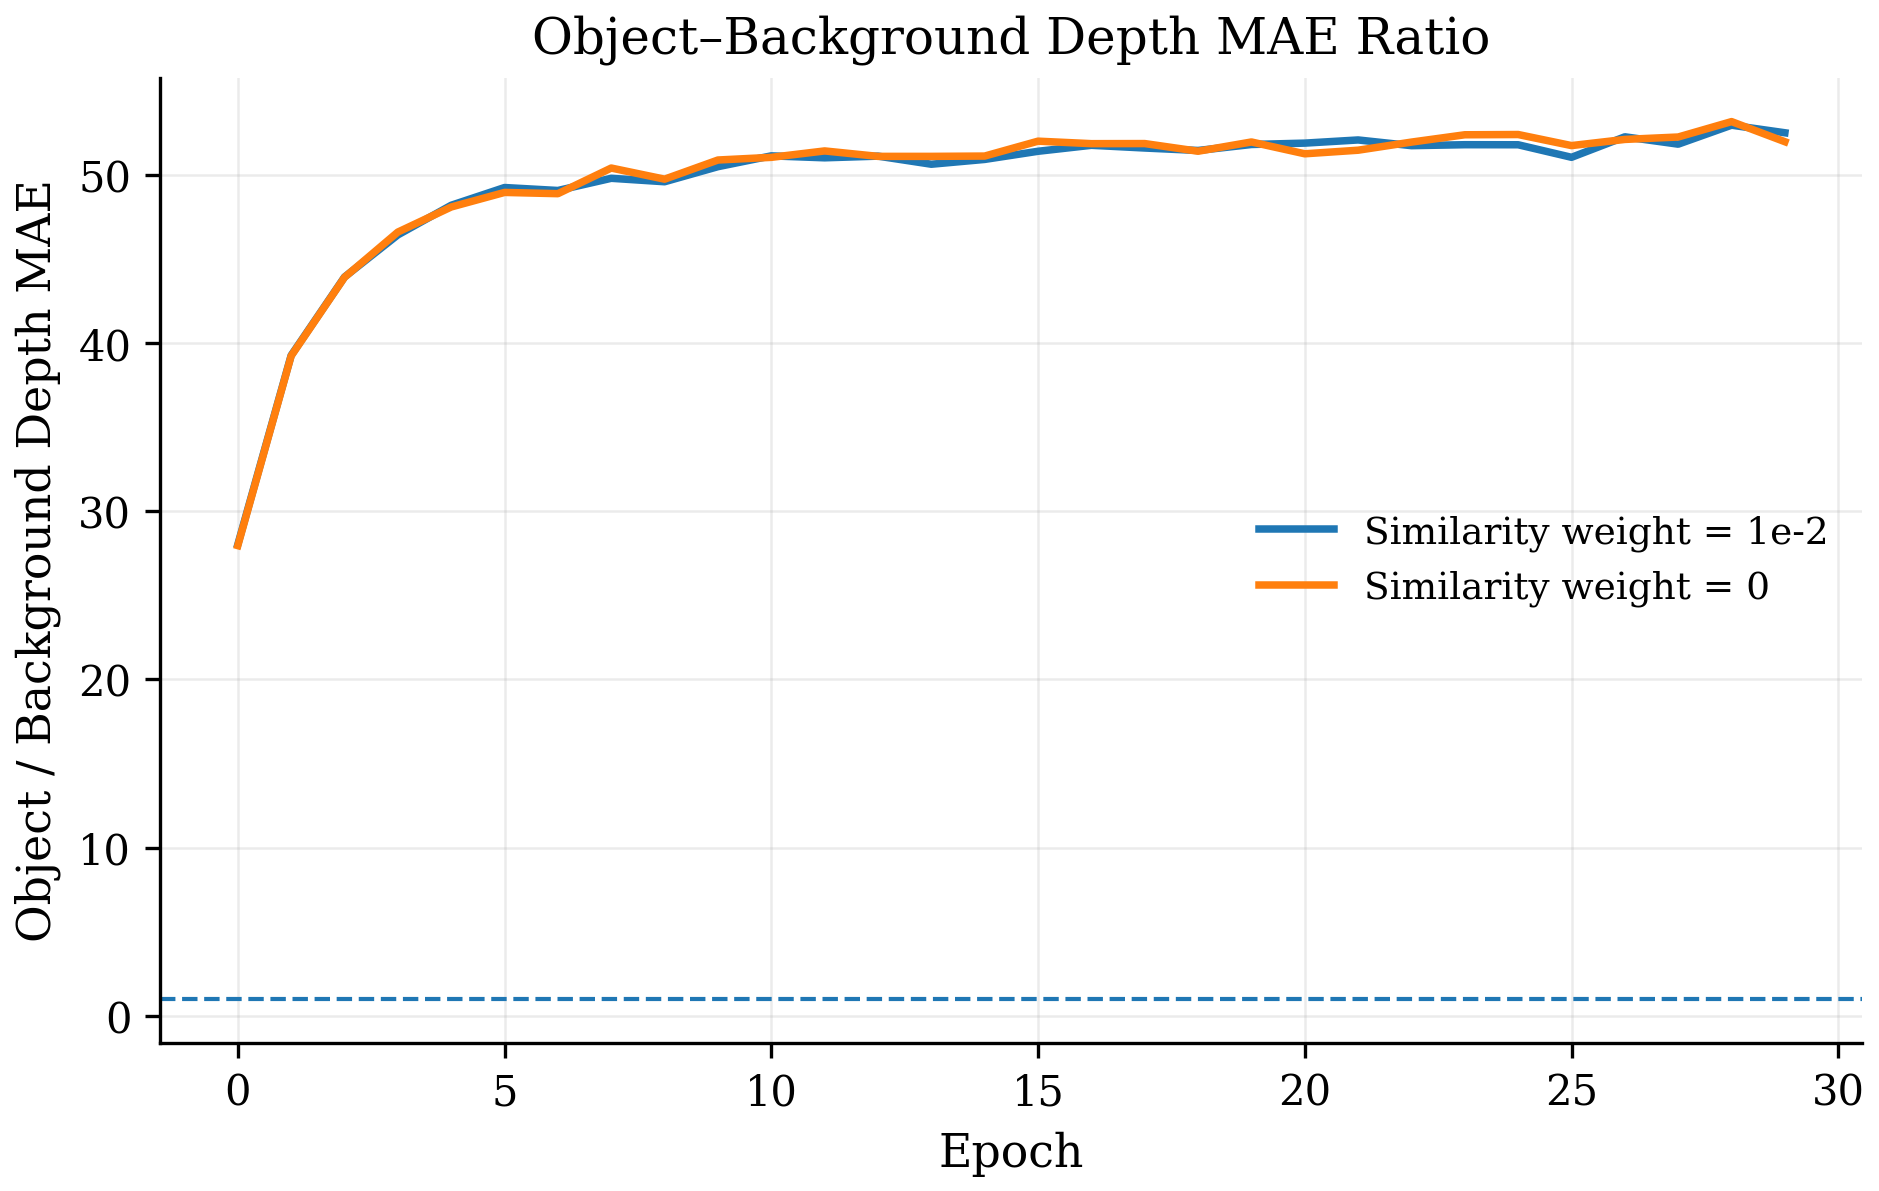 Object–Background Depth MAE Ratio
Object / Background Depth MAE
50
40
30
20
10
0
Similarity weight = 1e-2
Similarity weight = 0
0 5 10 15 20 25 30
Epoch